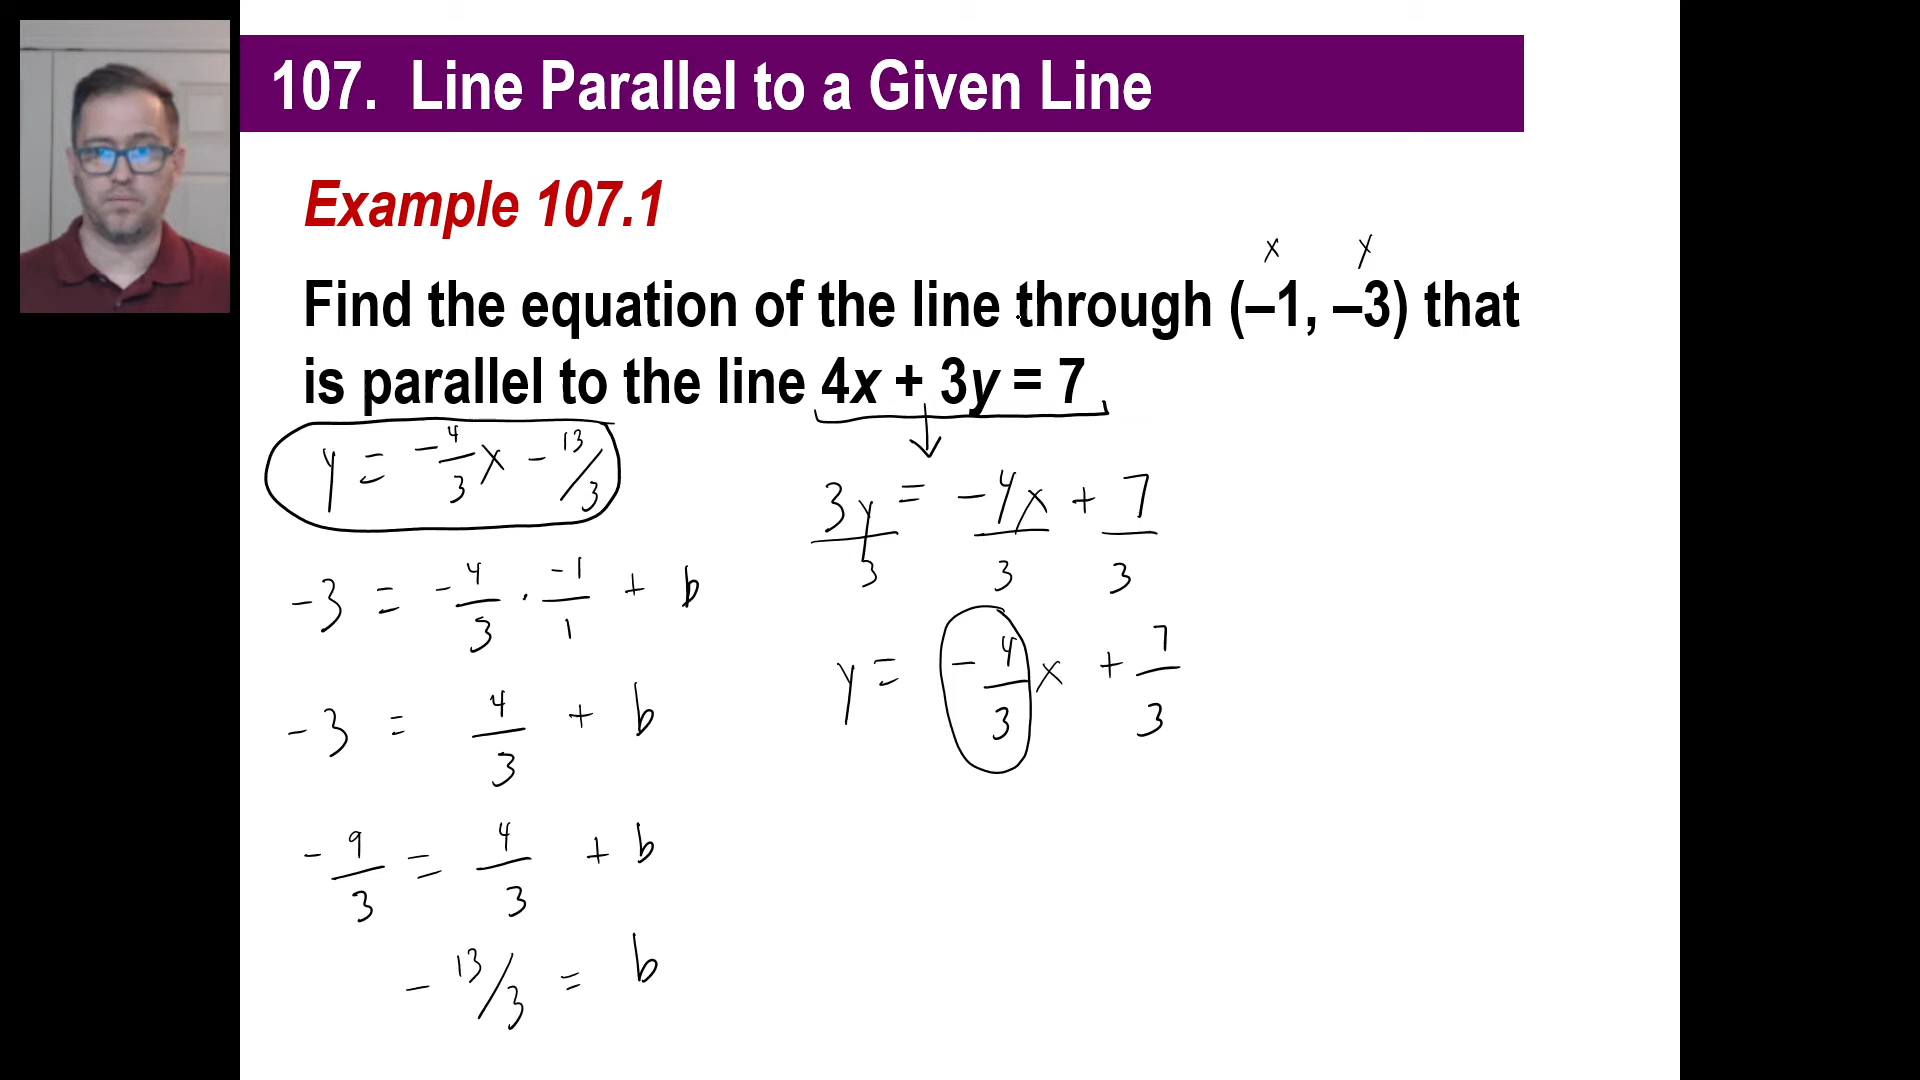 107. Line Parallel to a Given Line
Example 107.1
x y
Find the equation of the line through (–1, –3) that
is parallel to the line 4x + 3y = 7
y = -4/3 x - 13/3
-3 = -4/3 · -1/1 + b
-3 = 4/3 + b
-9/3 = 4/3 + b
-13/3 = b
3y/3 = -4x/3 + 7/3
y = -4/3 x + 7/3